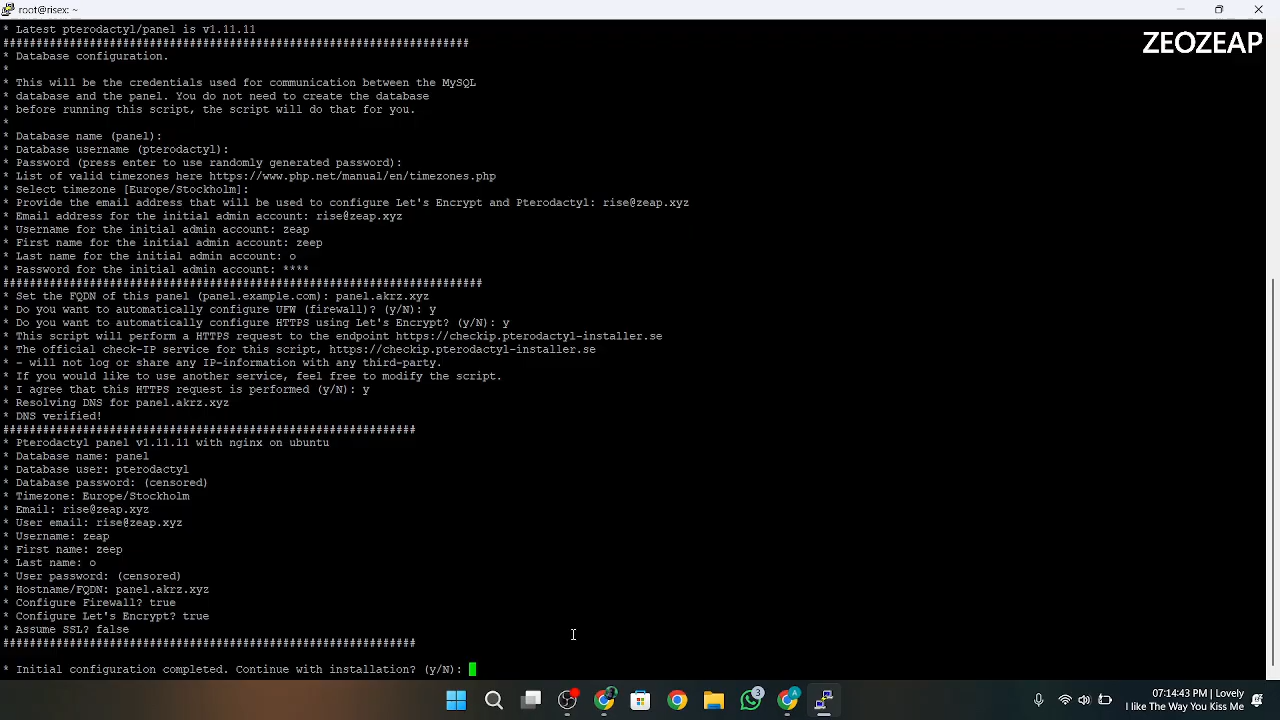 root@risex: ~
* Latest pterodactyl/panel is v1.11.11
######################################################################
* Database configuration.
*
* This will be the credentials used for communication between the MySQL
* database and the panel. You do not need to create the database
* before running this script, the script will do that for you.
*
* Database name (panel):
* Database username (pterodactyl):
* Password (press enter to use randomly generated password):
* List of valid timezones here https://www.php.net/manual/en/timezones.php
* Select timezone [Europe/Stockholm]:
* Provide the email address that will be used to configure Let's Encrypt and Pterodactyl: rise@zeap.xyz
* Email address for the initial admin account: rise@zeap.xyz
* Username for the initial admin account: zeap
* First name for the initial admin account: zeep
* Last name for the initial admin account: o
* Password for the initial admin account: ****
########################################################################
* Set the FQDN of this panel (panel.example.com): panel.akrz.xyz
* Do you want to automatically configure UFW (firewall)? (y/N): y
* Do you want to automatically configure HTTPS using Let's Encrypt? (y/N): y
* This script will perform a HTTPS request to the endpoint https://checkip.pterodactyl-installer.se
* The official check-IP service for this script, https://checkip.pterodactyl-installer.se
* - will not log or share any IP-information with any third-party.
* If you would like to use another service, feel free to modify the script.
* I agree that this HTTPS request is performed (y/N): y
* Resolving DNS for panel.akrz.xyz
* DNS verified!
##############################################################
* Pterodactyl panel v1.11.11 with nginx on ubuntu
* Database name: panel
* Database user: pterodactyl
* Database password: (censored)
* Timezone: Europe/Stockholm
* Email: rise@zeap.xyz
* User email: rise@zeap.xyz
* Username: zeap
* First name: zeep
* Last name: o
* User password: (censored)
* Hostname/FQDN: panel.akrz.xyz
* Configure Firewall? true
* Configure Let's Encrypt? true
* Assume SSL? false
##############################################################
* Initial configuration completed. Continue with installation? (y/N):
ZEOZEAP
3
A
07:14:43 PM | Lovely
I like The Way You Kiss Me